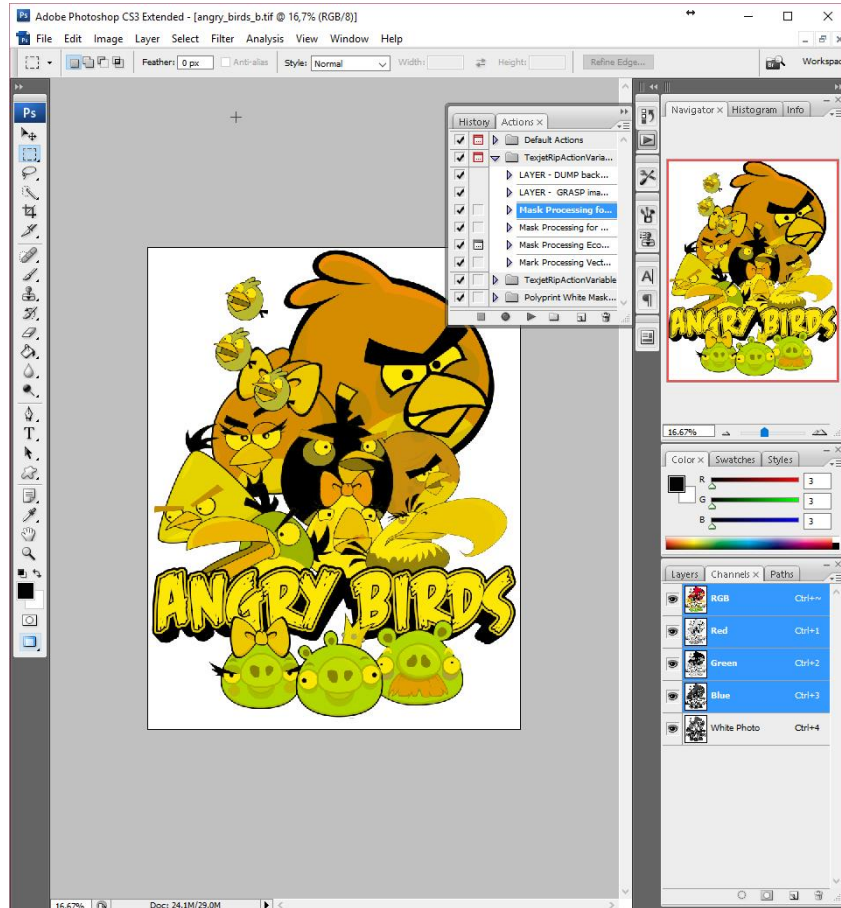 Adobe Photoshop CS3 Extended - [angry_birds_b.tif @ 16,7% (RGB/8)]
File Edit Image Layer Select Filter Analysis View Window Help
Feather: 0 px Anti-alias Style: Normal Width: Height: Refine Edge... Workspac
Ps
History Actions ×
Default Actions
TexjetRipActionVaria...
LAYER - DUMP back...
LAYER - GRASP ima...
Mask Processing fo...
Mask Processing for ...
Mask Processing Eco...
Mark Processing Vect...
TexjetRipActionVariable
Polyprint White Mask...
Navigator × Histogram Info
ANGRY BIRDS
16.67%
Color × Swatches Styles
R 3
G 3
B 3
Layers Channels × Paths
RGB Ctrl+~
Red Ctrl+1
Green Ctrl+2
Blue Ctrl+3
White Photo Ctrl+4
ANGRY BIRDS
16.67% Doc: 24.1M/29.0M